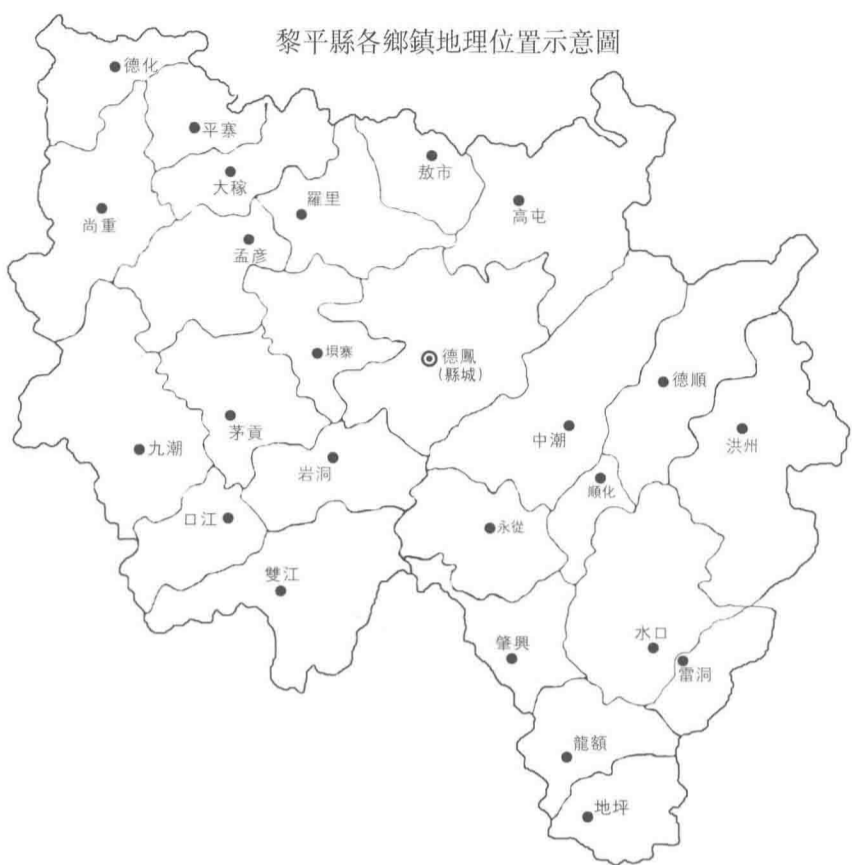 黎平縣各鄉鎮地理位置示意圖
德化
平寨
敖市
大稼
羅里
尚重
高屯
孟彥
垻寨
德鳳
(縣城)
德順
茅貢
中潮
洪州
九潮
岩洞
順化
口江
永從
雙江
肇興
水口
雷洞
龍額
地坪